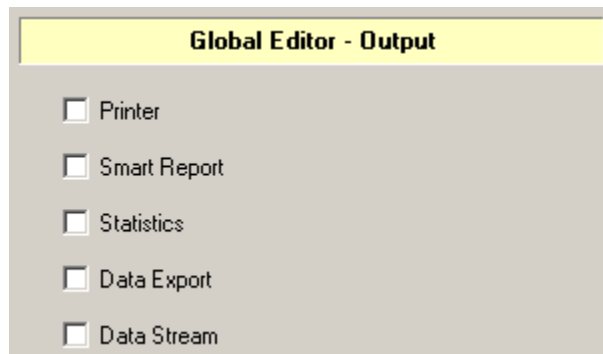 Global Editor - Output
Printer
Smart Report
Statistics
Data Export
Data Stream